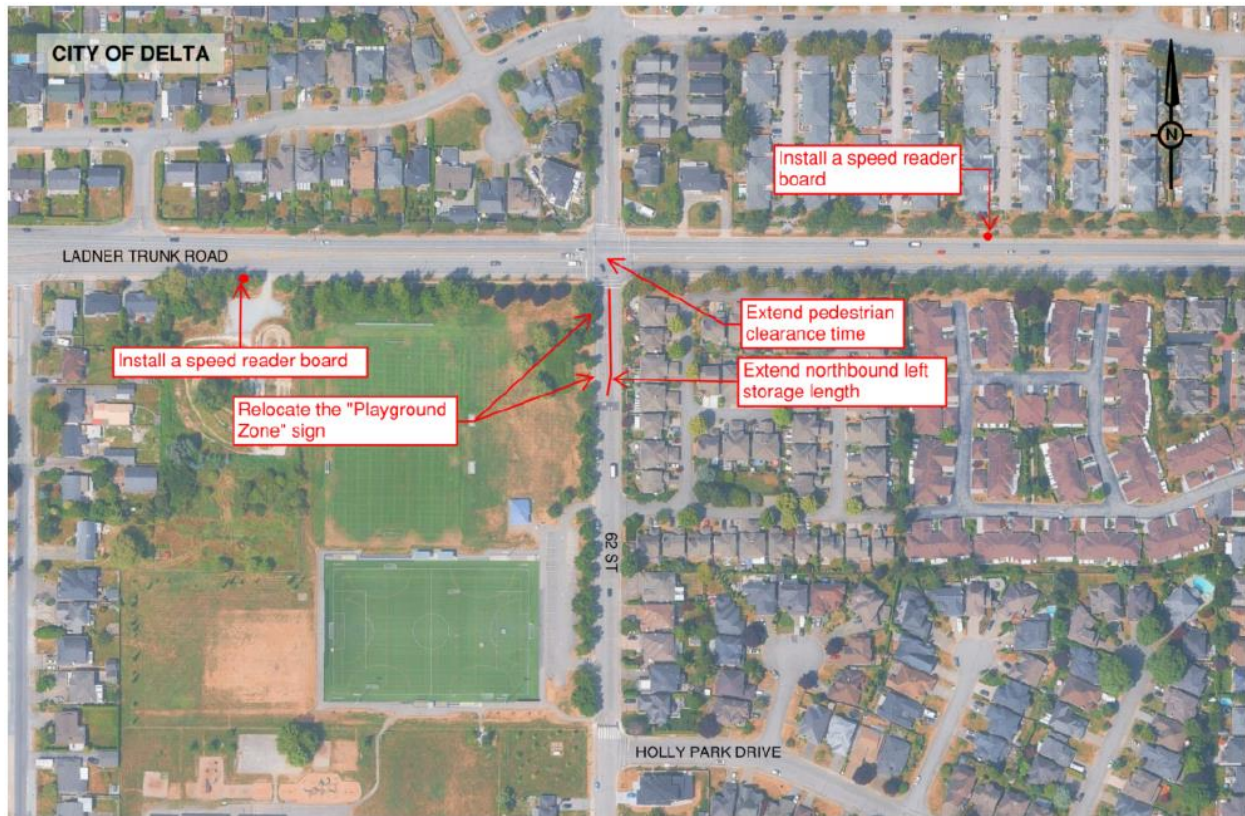 CITY OF DELTA
N
Install a speed reader
board
LADNER TRUNK ROAD
Install a speed reader board
Extend pedestrian
clearance time
Extend northbound left
storage length
Relocate the "Playground
Zone" sign
62 ST
HOLLY PARK DRIVE